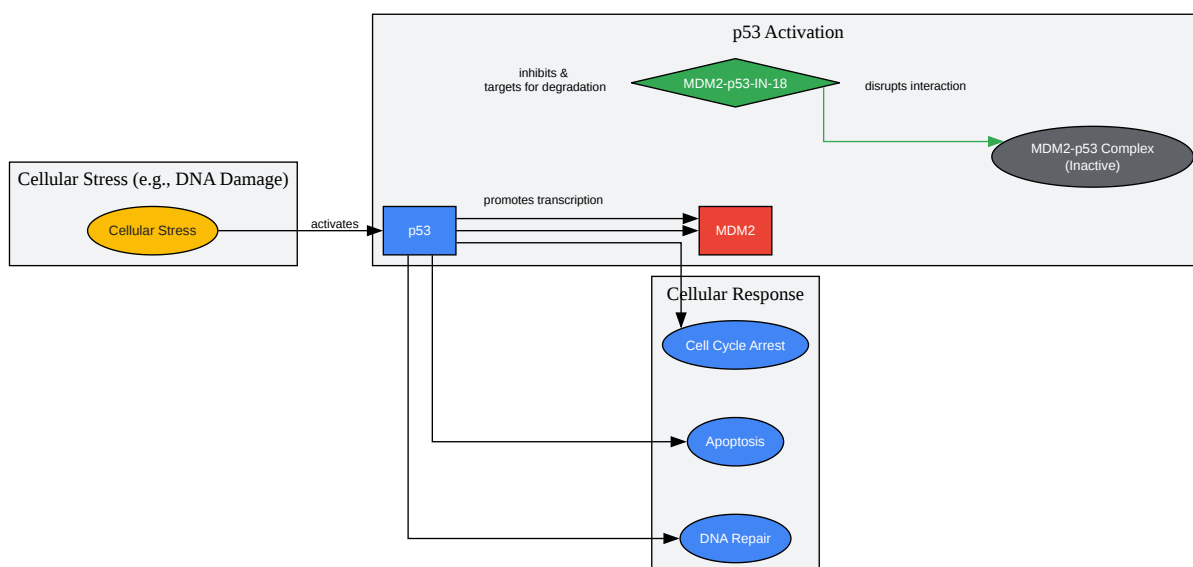 p53 Activation
inhibits &
targets for degradation
MDM2-p53-IN-18
disrupts interaction
MDM2-p53 Complex
(Inactive)
Cellular Stress (e.g., DNA Damage)
Cellular Stress
activates
p53
promotes transcription
MDM2
Cellular Response
Cell Cycle Arrest
Apoptosis
DNA Repair